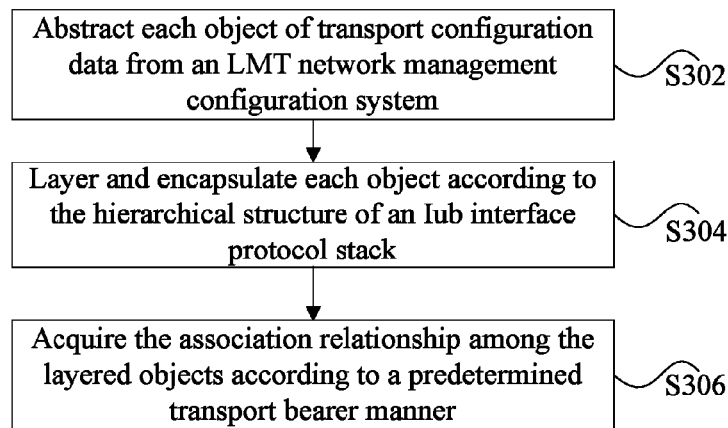 Abstract each object of transport configuration
data from an LMT network management
configuration system
S302
Layer and encapsulate each object according to
the hierarchical structure of an Iub interface
protocol stack
S304
Acquire the association relationship among the
layered objects according to a predetermined
transport bearer manner
S306